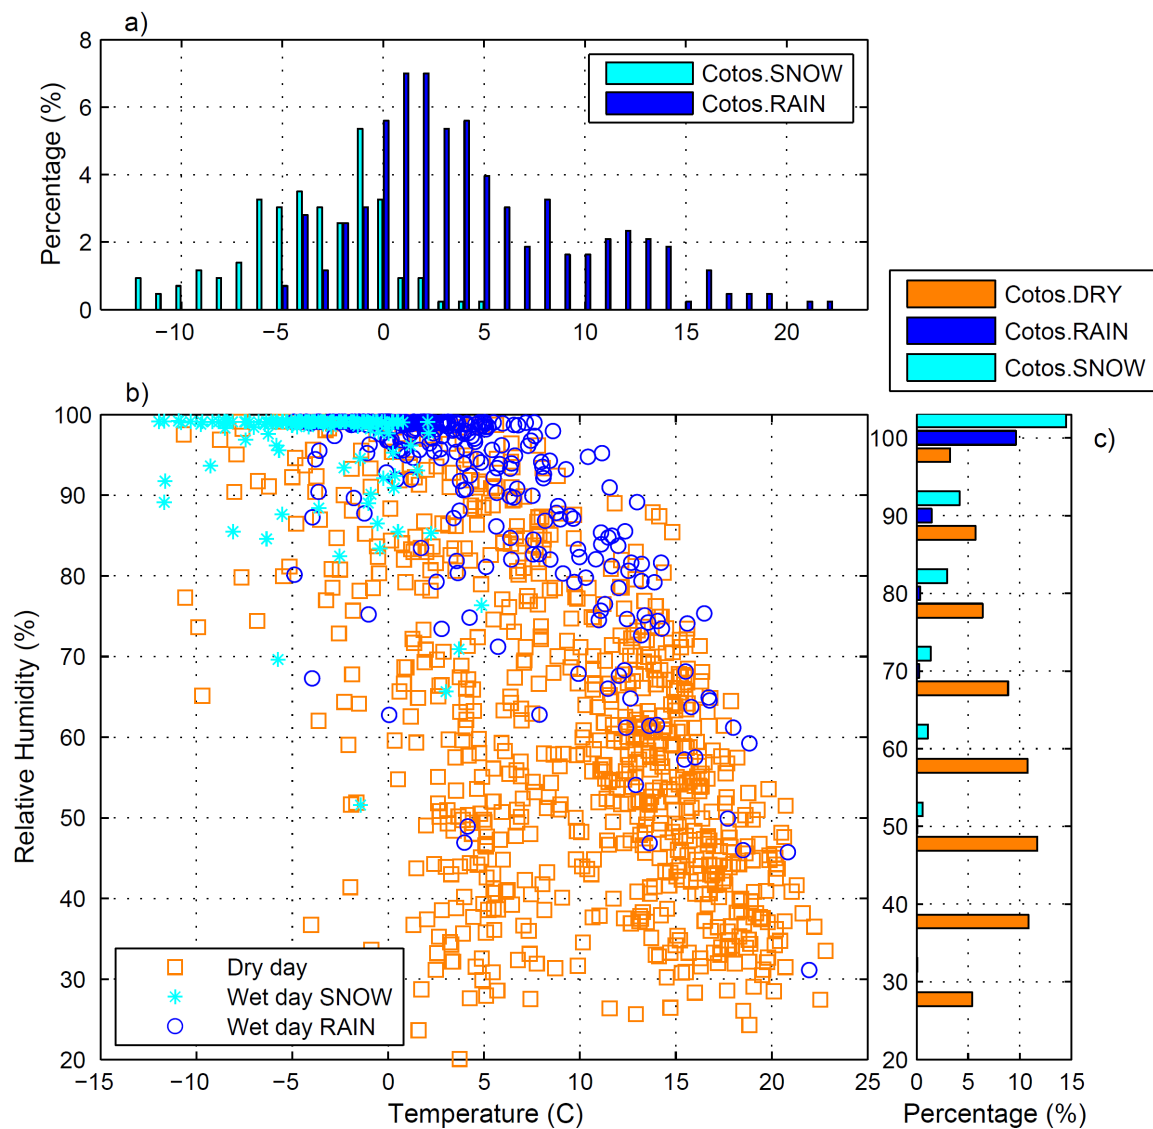 a)
8
6
4
2
0
Percentage (%)
−10
−5
0
5
10
15
20
Cotos.SNOW
Cotos.RAIN
Cotos.DRY
Cotos.RAIN
Cotos.SNOW
b)
100
90
80
70
60
50
40
30
20
Relative Humidity (%)
Dry day
Wet day SNOW
Wet day RAIN
−15
−10
−5
0
5
10
15
20
25
Temperature (C)
c)
100
90
80
70
60
50
40
30
20
0
5
10
15
Percentage (%)